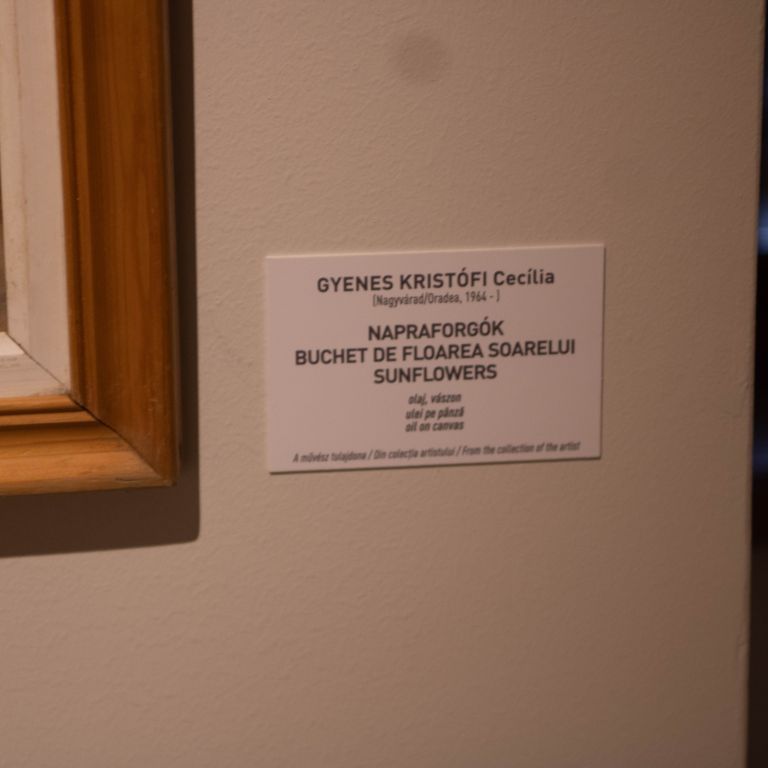 GYENES KRISTÓFI Cecília
(Nagyvárad/Oradea, 1964 - )
NAPRAFORGÓK
BUCHET DE FLOAREA SOARELUI
SUNFLOWERS
olaj, vászon
ulei pe pânză
oil on canvas
A művész tulajdona / Din colecția artistului / From the collection of the artist